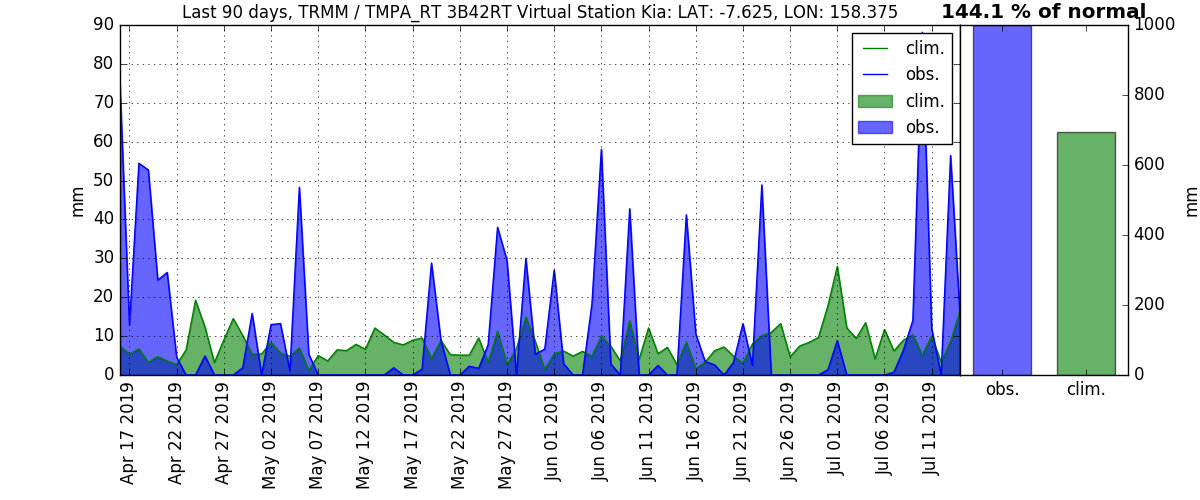 Last 90 days, TRMM / TMPA_RT 3B42RT Virtual Station Kia: LAT: -7.625, LON: 158.375
144.1 % of normal
90
80
70
60
50
40
30
20
10
0
mm
clim.
obs.
clim.
obs.
Apr 17 2019
Apr 22 2019
Apr 27 2019
May 02 2019
May 07 2019
May 12 2019
May 17 2019
May 22 2019
May 27 2019
Jun 01 2019
Jun 06 2019
Jun 11 2019
Jun 16 2019
Jun 21 2019
Jun 26 2019
Jul 01 2019
Jul 06 2019
Jul 11 2019
1000
800
600
400
200
0
mm
obs.
clim.